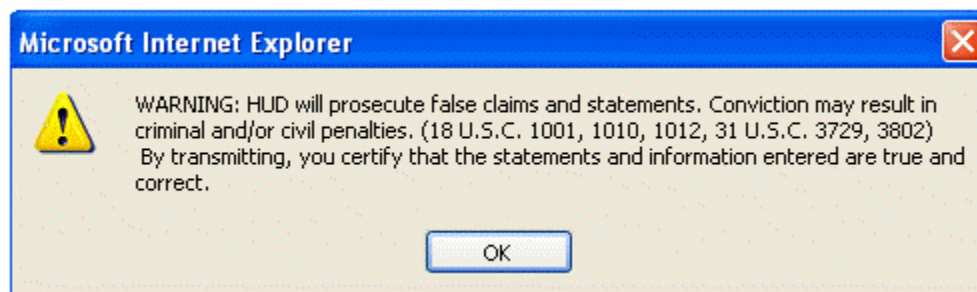 Microsoft Internet Explorer
WARNING: HUD will prosecute false claims and statements. Conviction may result in
criminal and/or civil penalties. (18 U.S.C. 1001, 1010, 1012, 31 U.S.C. 3729, 3802)
By transmitting, you certify that the statements and information entered are true and
correct.
OK